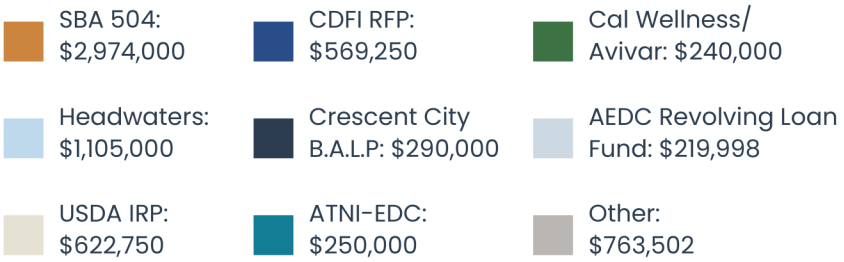 SBA 504:
$2,974,000
Headwaters:
$1,105,000
USDA IRP:
$622,750
CDFI RFP:
$569,250
Crescent City
B.A.L.P: $290,000
ATNI-EDC:
$250,000
Cal Wellness/
Avivar: $240,000
AEDC Revolving Loan
Fund: $219,998
Other:
$763,502